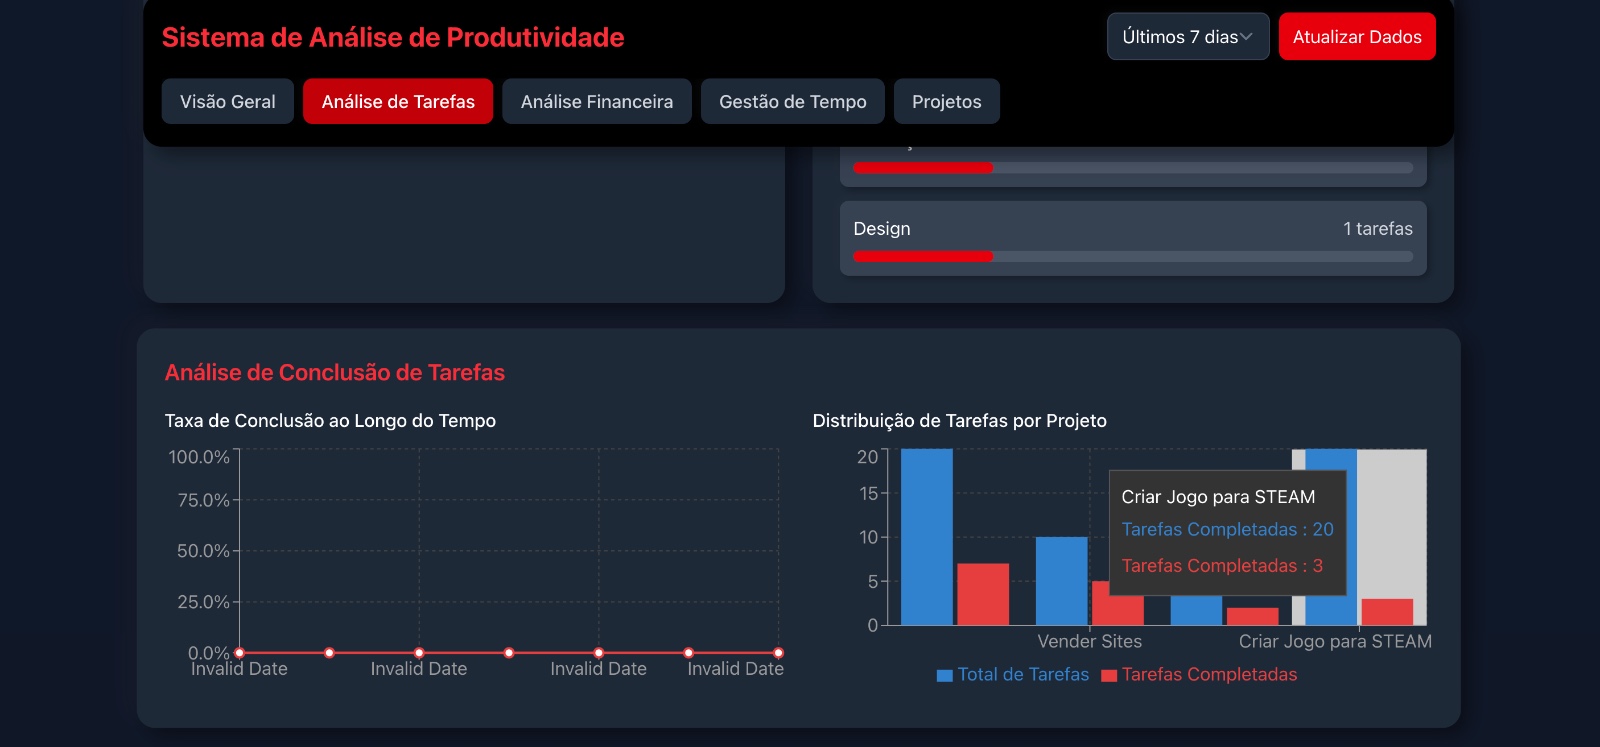 Sistema de Análise de Produtividade
Últimos 7 dias
Atualizar Dados
Visão Geral
Análise de Tarefas
Análise Financeira
Gestão de Tempo
Projetos
Design
1 tarefas
Análise de Conclusão de Tarefas
Taxa de Conclusão ao Longo do Tempo
100.0%
75.0%
50.0%
25.0%
0.0%
Invalid Date
Invalid Date
Invalid Date
Invalid Date
Distribuição de Tarefas por Projeto
20
15
10
5
0
Criar Jogo para STEAM
Tarefas Completadas : 20
Tarefas Completadas : 3
Vender Sites
Criar Jogo para STEAM
Total de Tarefas
Tarefas Completadas